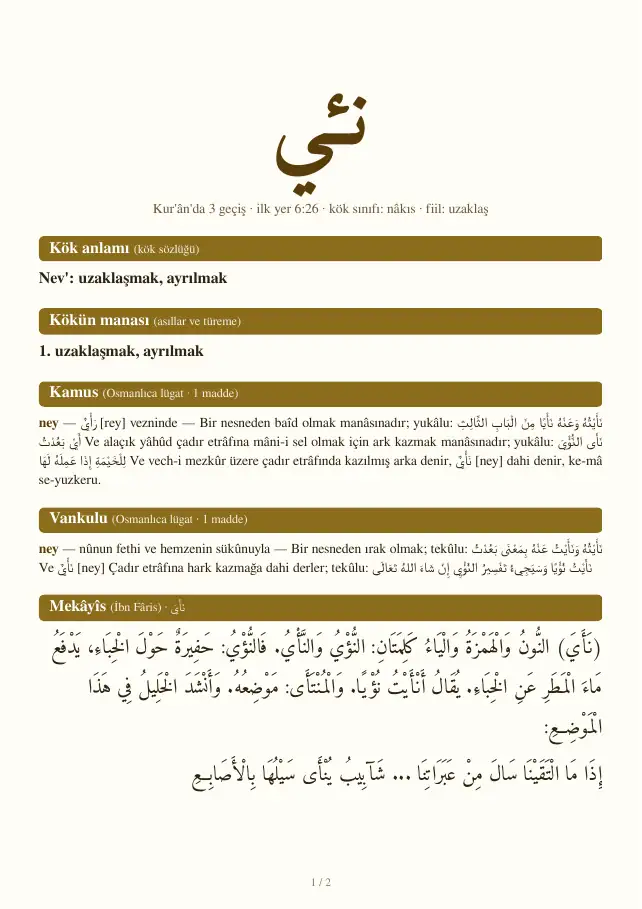 نئي
Kur'ân'da 3 geçiş · ilk yer 6:26 · kök sınıfı: nâkıs · fiil: uzaklaş
Kök anlamı (kök sözlüğü)
Nev': uzaklaşmak, ayrılmak
Kökün manası (asıllar ve türeme)
1. uzaklaşmak, ayrılmak
Kamus (Osmanlıca lügat · 1 madde)
ney — رَأْيٌ [rey] vezninde — Bir nesneden baîd olmak manâsınadır; yukâlu: نَأَيْتُهُ وَعَنْهُ نَأْيًا مِنَ الْبَابِ الثَّالِثِ
أَيْ بَعُدْتُ Ve alaçık yâhûd çadır etrâfına mâni-i sel olmak için ark kazmak manâsınadır; yukâlu: نَأَى النُّؤْيَ
لِلْخَيْمَةِ إِذَا عَمِلَهُ لَهَا Ve vech-i mezkûr üzere çadır etrâfında kazılmış arka denir, نَأْيٌ [ney] dahi denir, ke-mâ
se-yuzkeru.
Vankulu (Osmanlıca lügat · 1 madde)
ney — nûnun fethi ve hemzenin sükûnuyla — Bir nesneden ırak olmak; tekûlu: نَأَيْتُهُ وَنَأَيْتُ عَنْهُ بِمَعْنَى بَعُدْتُ
Ve نَأْيٌ [ney] Çadır etrâfına hark kazmağa dahi derler; tekûlu: نَأَيْتُ نُؤْيًا وَسَيَجِيءُ تَفْسِيرُ النُّؤْيِ إِنْ شَاءَ اللهُ تَعَالَى
Mekâyîs (İbn Fâris) · نأى
(نَأَيَ) النُّونُ وَالْهَمْزَةُ وَالْيَاءُ كَلِمَتَانِ: النُّؤْيُ وَالنَّأْيُ. فَالنُّؤْيُ: حَفِيرَةٌ حَوْلَ الْخِبَاءِ، يَدْفَعُ
مَاءَ الْمَطَرِ عَنِ الْخِبَاءِ. يُقَالُ أَنْأَيْتُ نُؤْيًا. وَالْمُنْتَأَى: مَوْضِعُهُ. وَأَنْشَدَ الْخَلِيلُ فِي هَذَا
الْمَوْضِعِ:
إِذَا مَا الْتَقَيْنَا سَالَ مِنْ عَبَرَاتِنَا ... شَآبِيبُ يُنْأَى سَيْلُهَا بِالْأَصَابِعِ
1 / 2